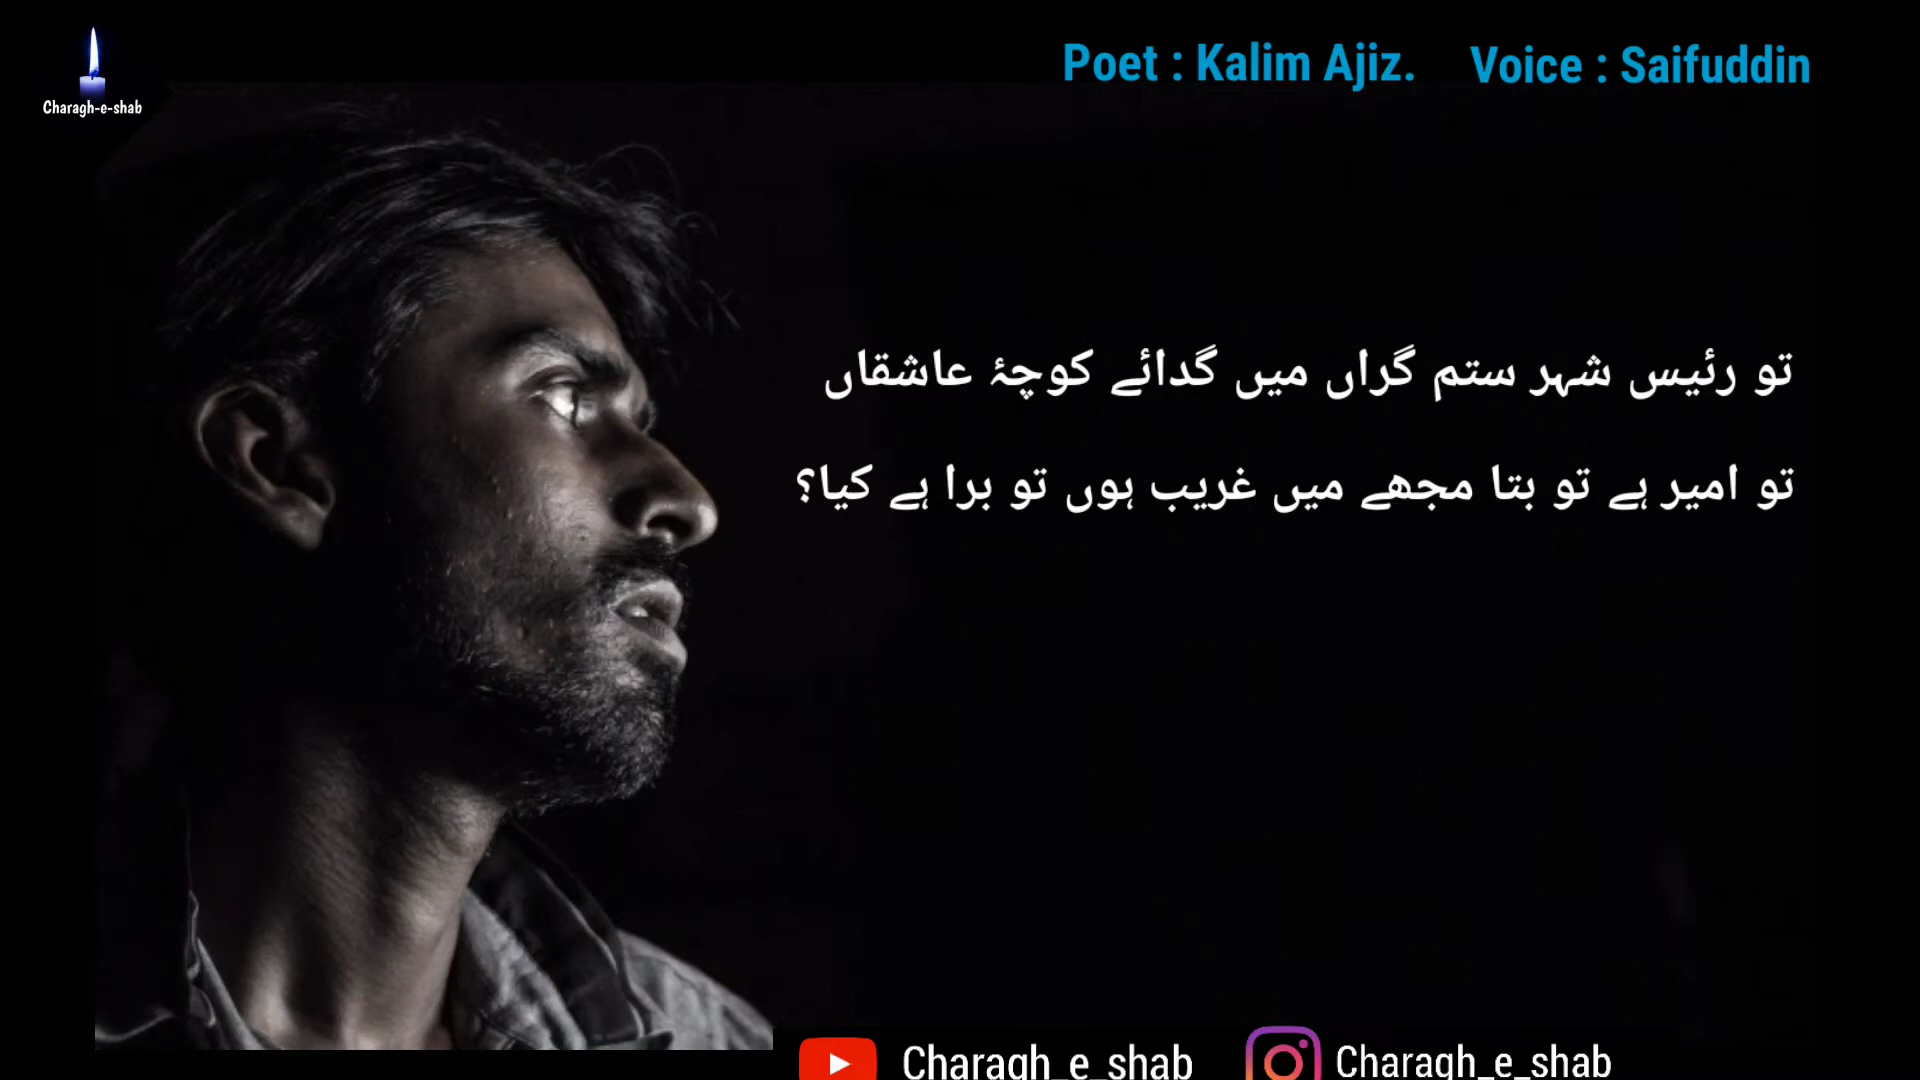 Charagh-e-shab
Poet : Kalim Ajiz. Voice : Saifuddin
تو رئیس شہر ستم گراں میں گدائے کوچۂ عاشقاں
تو امیر ہے تو بتا مجھے میں غریب ہوں تو برا ہے کیا؟
Charagh_e_shab Charagh_e_shab